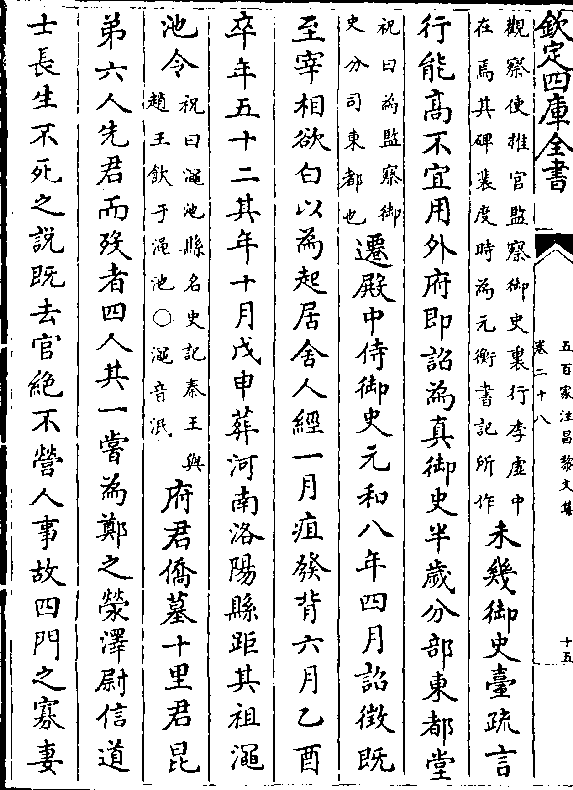 欽定四庫全書
五百家注昌黎文集
卷二十八
十五
觀察使推官監察御史裏行李虛中
在焉其碑裴度時為元衡書記所作
未幾御史臺疏言
行能高不宜用外府即詔為真御史半歲分部東都堂
祝曰為監察御
史分司東都也
遷殿中侍御史元和八年四月詔徵既
至宰相欲白以為起居舍人經一月疽發背六月乙酉
卒年五十二其年十月戊申葬河南洛陽縣距其祖澠
池令
祝曰澠池縣名史記秦王與
趙王飲于澠池〇澠音泯
府君僑墓十里君昆
弟六人先君而歿者四人其一嘗為鄭之滎澤尉信道
士長生不死之說既去官絶不營人事故四門之寡妻